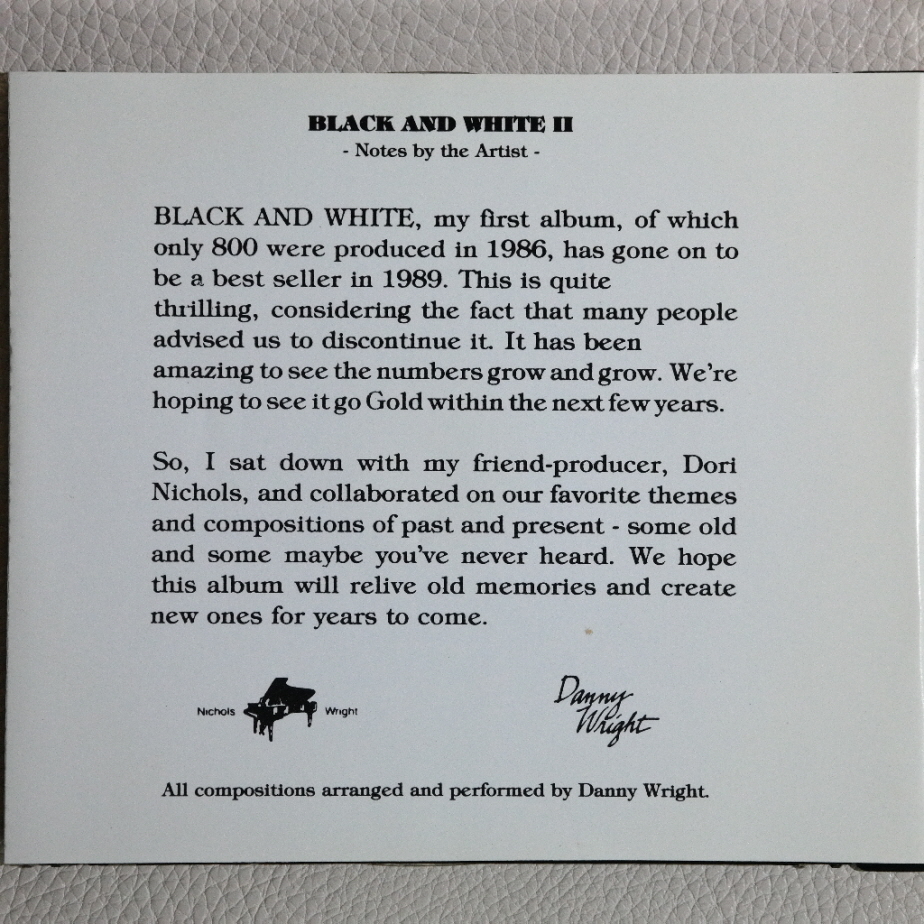 BLACK AND WHITE II
- Notes by the Artist -
BLACK AND WHITE, my first album, of which
only 800 were produced in 1986, has gone on to
be a best seller in 1989. This is quite
thrilling, considering the fact that many people
advised us to discontinue it. It has been
amazing to see the numbers grow and grow. We're
hoping to see it go Gold within the next few years.
So, I sat down with my friend-producer, Dori
Nichols, and collaborated on our favorite themes
and compositions of past and present - some old
and some maybe you've never heard. We hope
this album will relive old memories and create
new ones for years to come.
Nichols Wright
Danny
Wright
All compositions arranged and performed by Danny Wright.